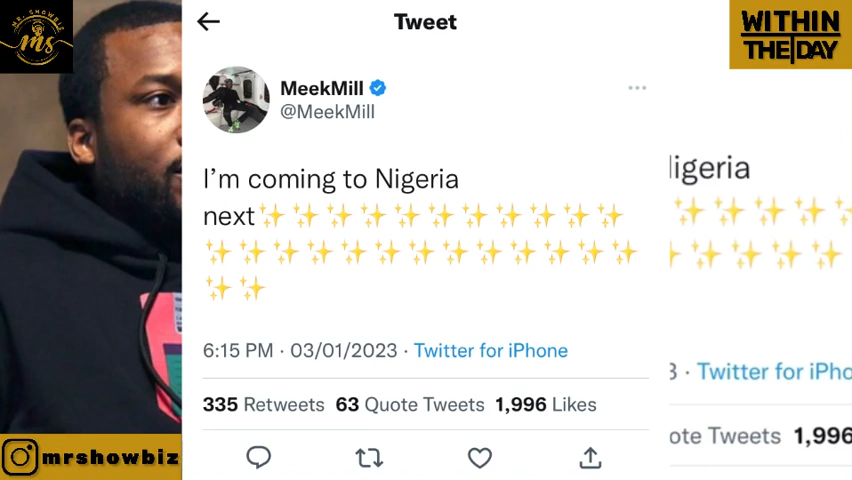 MR. SHOWBIZ
ms
Tweet
WITHIN
THE DAY
MeekMill
@MeekMill
I’m coming to Nigeria
next✨✨✨✨✨✨✨✨✨✨✨
✨✨✨✨✨✨✨✨✨✨✨✨✨
✨✨
6:15 PM · 03/01/2023 · Twitter for iPhone
335 Retweets 63 Quote Tweets 1,996 Likes
mrshowbiz
igeria
✨✨✨✨✨
✨✨✨✨✨
3 · Twitter for iPho
ote Tweets 1,996